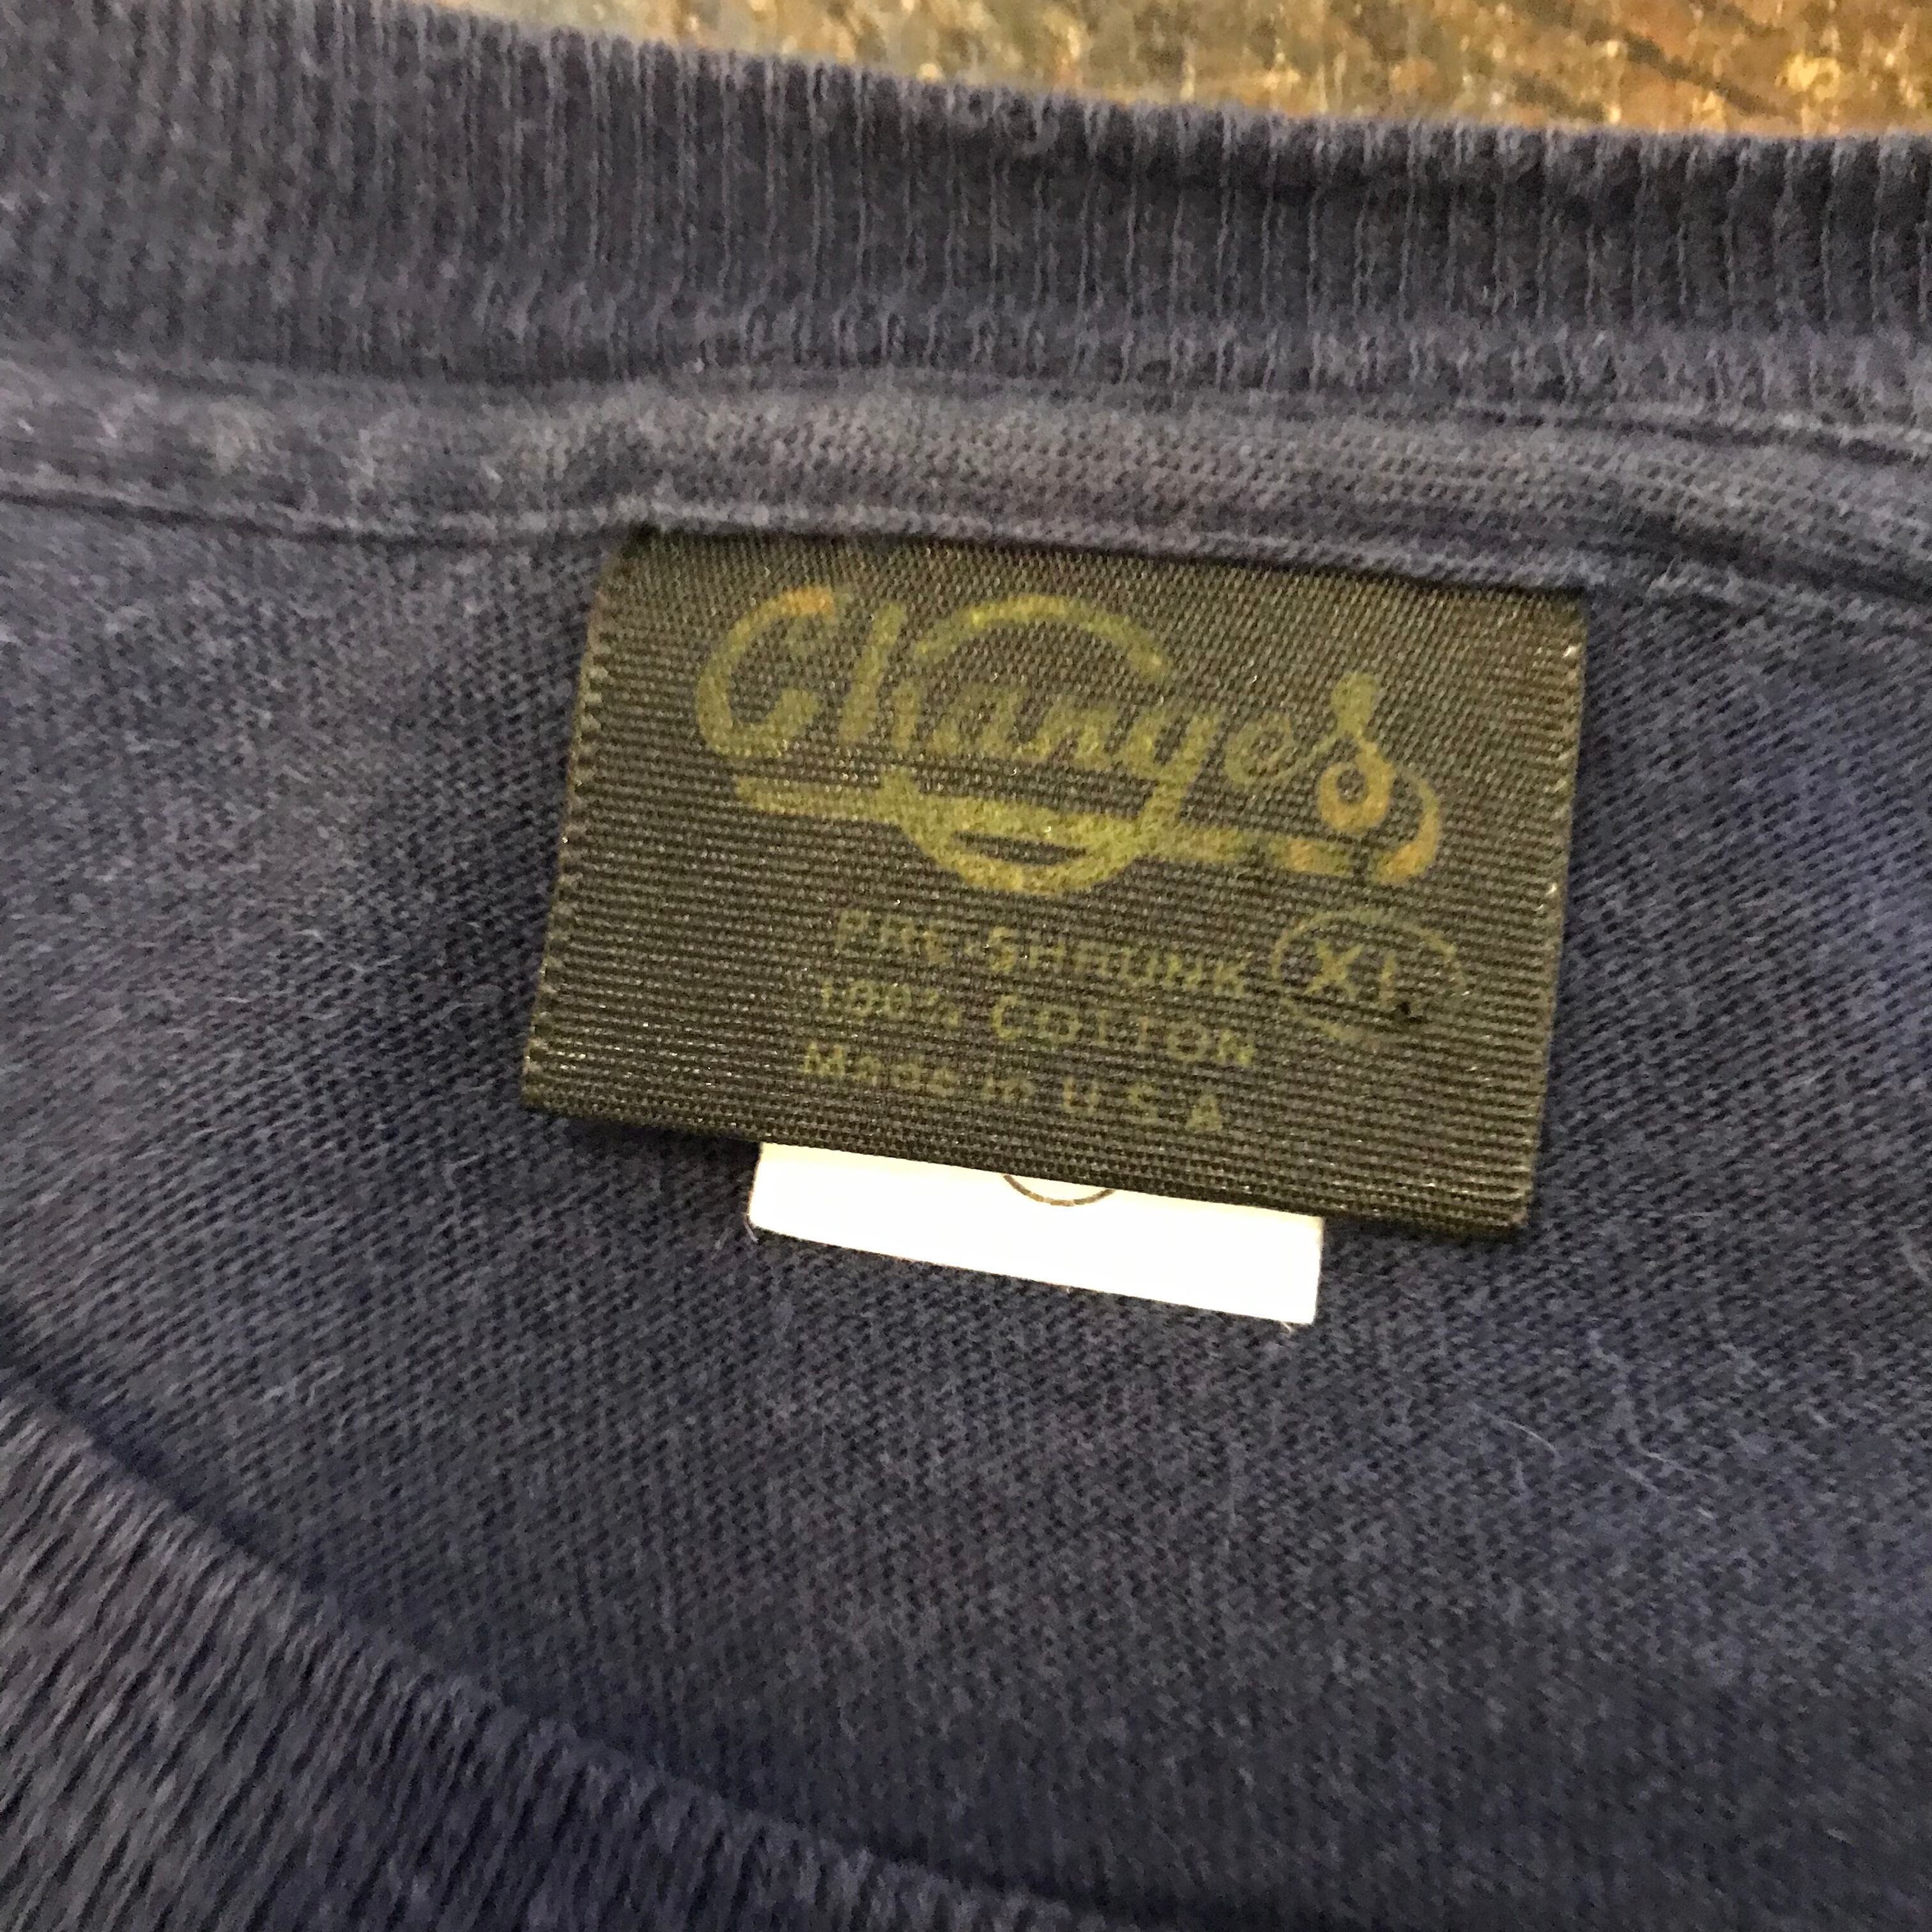 Changes
PRE-SHRUNK XL
100% COTTON
Made in U.S.A